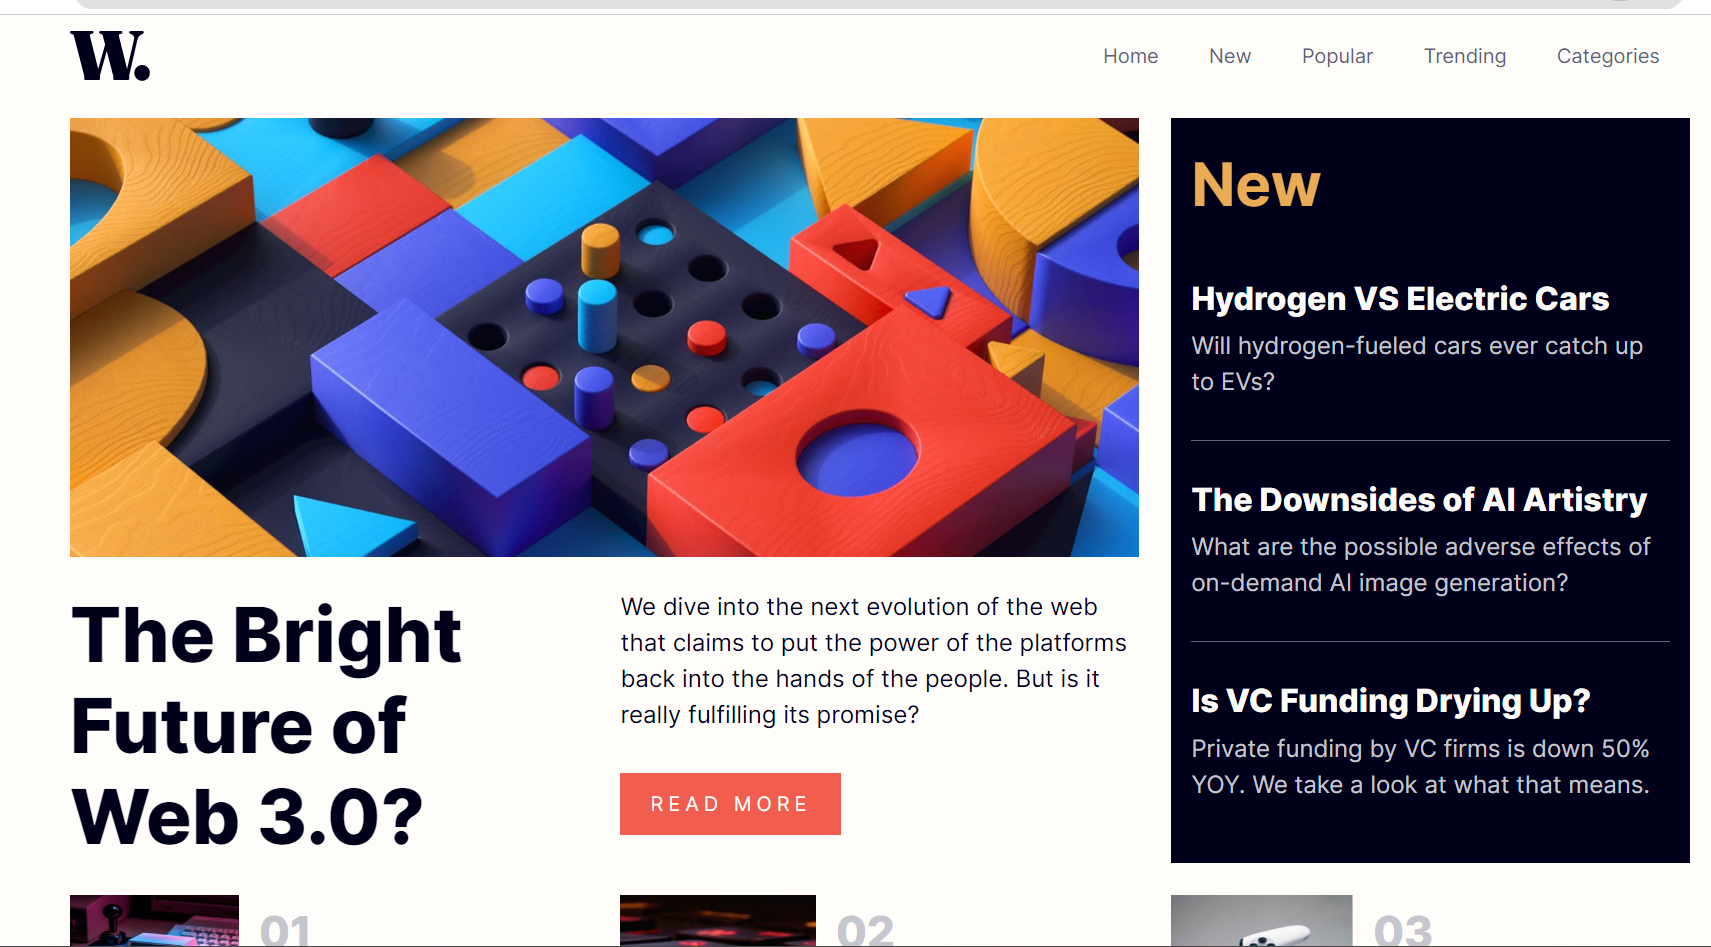 W.
Home New Popular Trending Categories
The Bright
Future of
Web 3.0?
We dive into the next evolution of the web
that claims to put the power of the platforms
back into the hands of the people. But is it
really fulfilling its promise?
READ MORE
New
Hydrogen VS Electric Cars
Will hydrogen-fueled cars ever catch up
to EVs?
The Downsides of AI Artistry
What are the possible adverse effects of
on-demand AI image generation?
Is VC Funding Drying Up?
Private funding by VC firms is down 50%
YOY. We take a look at what that means.
01
02
03